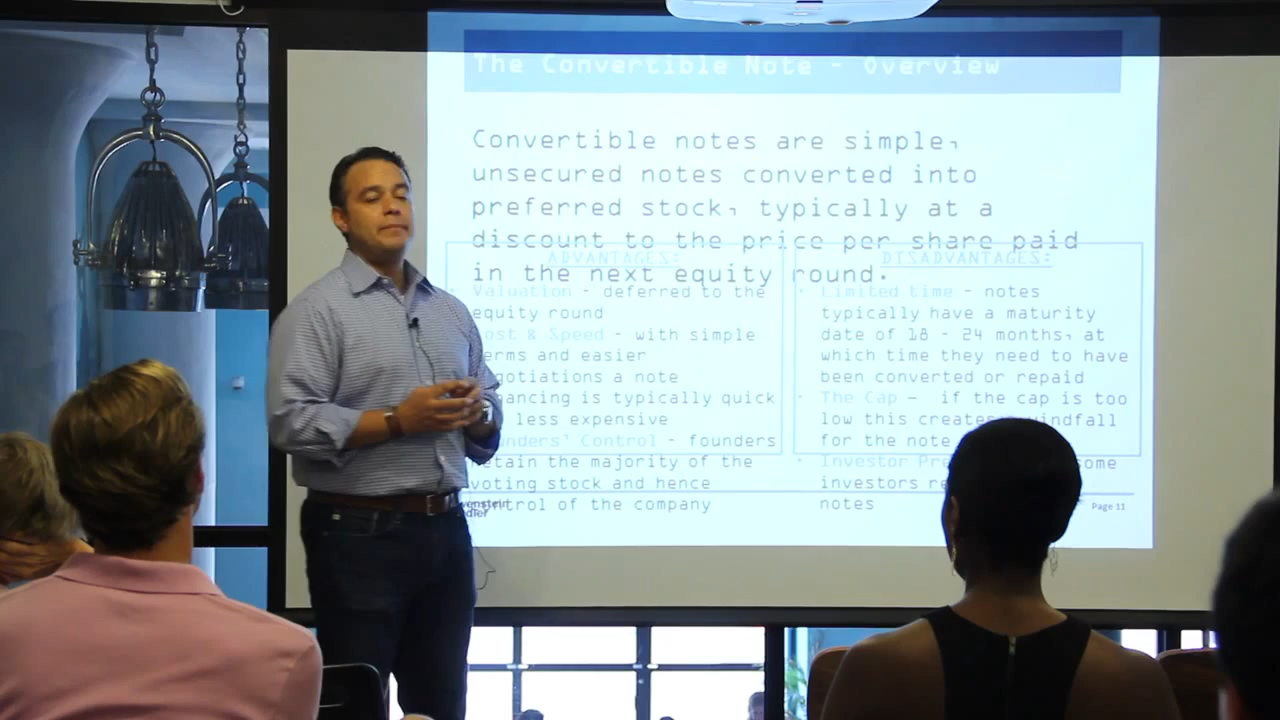 The Convertible Note - Overview
Convertible notes are simple,
unsecured notes converted into
preferred stock, typically at a
discount to the price per share paid
in the next equity round.
ADVANTAGES:
Valuation - deferred to the
equity round
Cost & Speed - with simple
terms and easier
negotiations a note
financing is typically quick
less expensive
Founders' Control - founders
retain the majority of the
voting stock and hence
control of the company
DISADVANTAGES:
• Limited time - notes
typically have a maturity
date of 18 - 24 months, at
which time they need to have
been converted or repaid
• The Cap – if the cap is too
low this creates windfall
for the note
• Investor some
investors
notes
Page 11